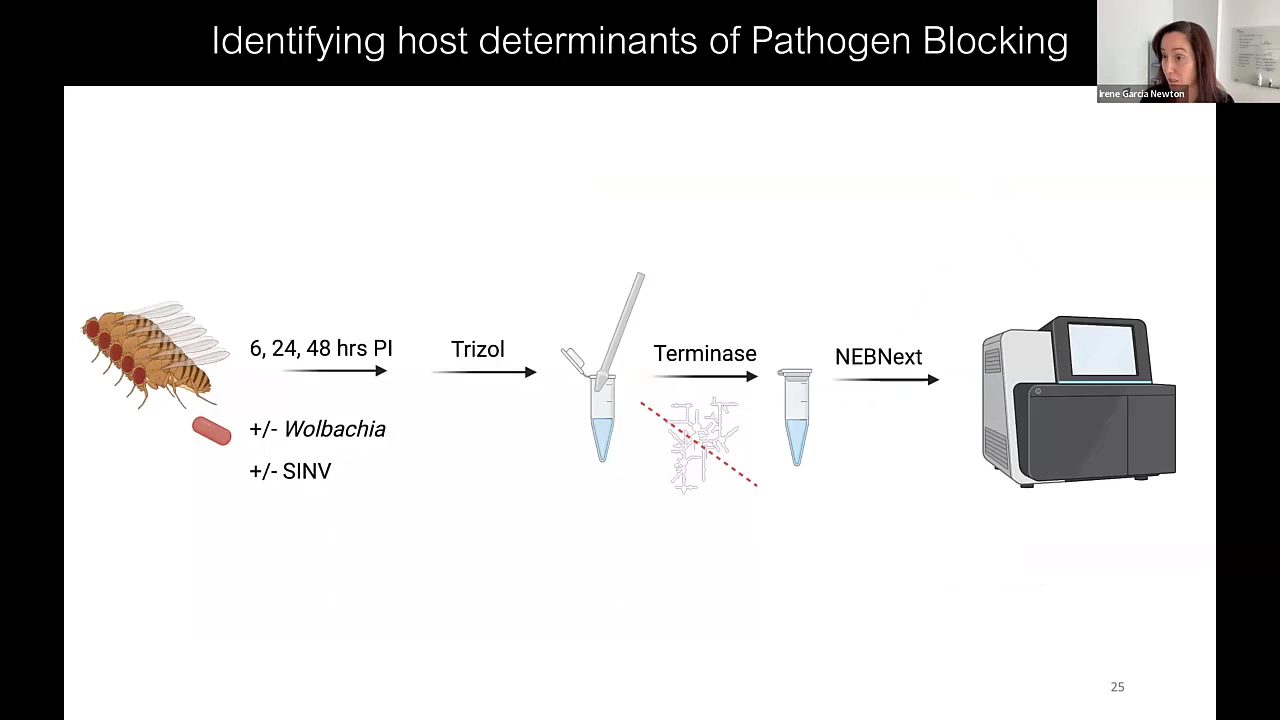 Identifying host determinants of Pathogen Blocking
Irene Garcia Newton
6, 24, 48 hrs PI
Trizol
Terminase
NEBNext
+/- Wolbachia
+/- SINV
25